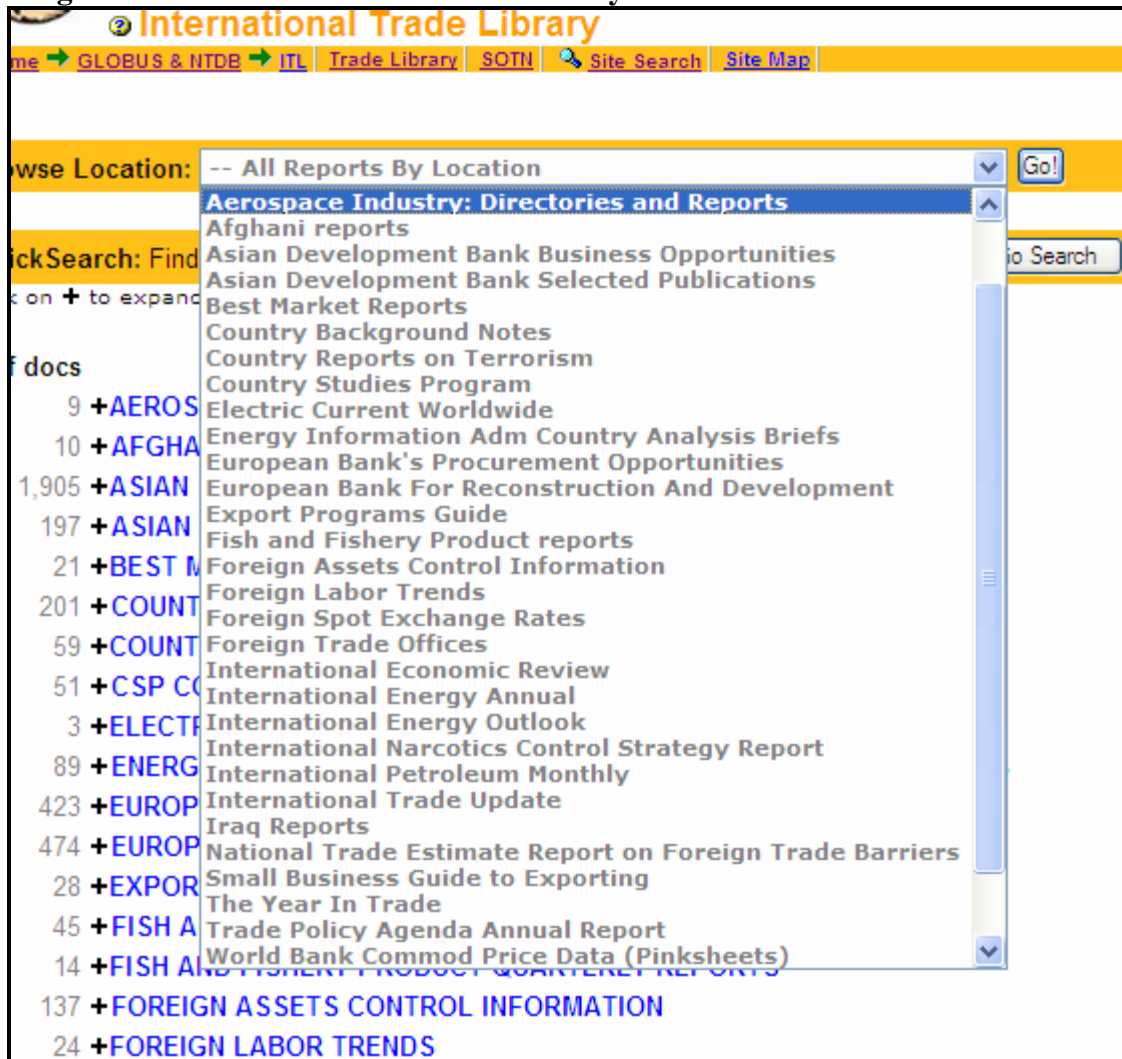 International Trade Library
me GLOBUS & NTDB ITL Trade Library SOTN Site Search Site Map
wse Location: -- All Reports By Location Go!
Aerospace Industry: Directories and Reports
Afghani reports
ickSearch: Find Asian Development Bank Business Opportunities o Search
Asian Development Bank Selected Publications
on + to expand
Best Market Reports
Country Background Notes
docs Country Reports on Terrorism
Country Studies Program
9 +AEROS Electric Current Worldwide
10 +AFGHA Energy Information Adm Country Analysis Briefs
European Bank's Procurement Opportunities
1,905 +ASIAN European Bank For Reconstruction And Development
197 +ASIAN Export Programs Guide
Fish and Fishery Product reports
21 +BEST M Foreign Assets Control Information
Foreign Labor Trends
201 +COUNT Foreign Spot Exchange Rates
59 +COUNT Foreign Trade Offices
International Economic Review
51 +CSP CO International Energy Annual
3 +ELECTR International Energy Outlook
International Narcotics Control Strategy Report
89 +ENERG International Petroleum Monthly
423 +EUROP International Trade Update
Iraq Reports
474 +EUROP National Trade Estimate Report on Foreign Trade Barriers
28 +EXPOR Small Business Guide to Exporting
The Year In Trade
45 +FISH A Trade Policy Agenda Annual Report
World Bank Commod Price Data (Pinksheets)
14 +FISH AND FISHERY PRODUCT QUARTERLY REPORTS
137 +FOREIGN ASSETS CONTROL INFORMATION
24 +FOREIGN LABOR TRENDS